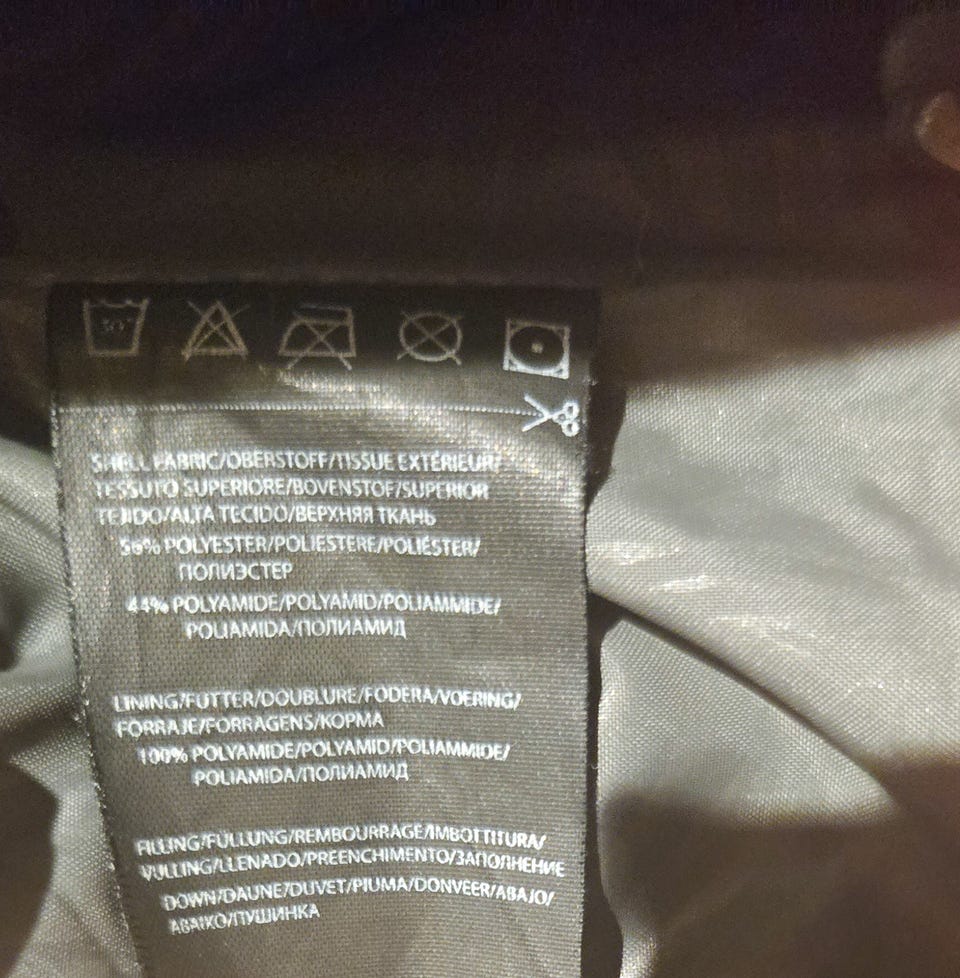 30°
SHELL FABRIC/OBERSTOFF/TISSUE EXTÉRIEUR/
TESSUTO SUPERIORE/BOVENSTOF/SUPERIOR
TEJIDO/ALTA TECIDO/ВЕРХНЯЯ ТКАНЬ
56% POLYESTER/POLIESTERE/POLIÉSTER/
ПОЛИЭСТЕР
44% POLYAMIDE/POLYAMID/POLIAMMIDE/
POLIAMIDA/ПОЛИАМИД
LINING/FUTTER/DOUBLURE/FODERA/VOERING/
FORRAJE/FORRAGENS/КОРМА
100% POLYAMIDE/POLYAMID/POLIAMMIDE/
POLIAMIDA/ПОЛИАМИД
FILLING/FÜLLUNG/REMBOURRAGE/IMBOTTITURA/
VULLING/LLENADO/PREENCHIMENTO/ЗАПОЛНЕНИЕ
DOWN/DAUNE/DUVET/PIUMA/DONVEER/ABAJO/
ABAIXO/ПУШИНКА